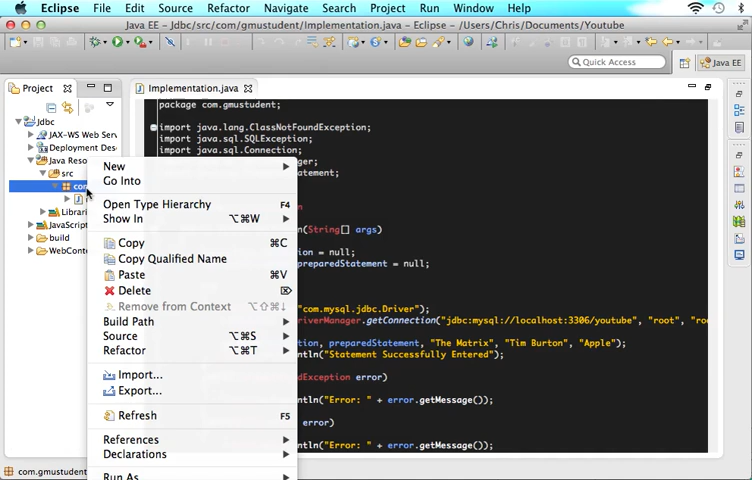 Eclipse File Edit Source Refactor Navigate Search Project Run Window Help
Java EE - Jdbc/src/com/gmustudent/Implementation.java - Eclipse - /Users/Chris/Documents/Youtube
Quick Access
Java EE
Project
Implementation.java
Jdbc
JAX-WS Web Serv
Deployment Des
Java Reso
src
Librari
JavaScript
build
WebConte
New
Go Into
Open Type Hierarchy F4
Show In ⌥⌘W
Copy ⌘C
Copy Qualified Name
Paste ⌘V
Delete ⌦
Remove from Context ⌥⇧⌘↓
Build Path
Source ⌥⌘S
Refactor ⌥⌘T
Import...
Export...
Refresh F5
References
Declarations
Run As
package com.gmustudent;
import java.lang.ClassNotFoundException;
import java.sql.SQLException;
import java.sql.Connection;
ager;
tement;
n
(String[] args)
ion = null;
preparedStatement = null;
"com.mysql.jdbc.Driver");
riverManager.getConnection("jdbc:mysql://localhost:3306/youtube", "root", "roo
tion, preparedStatement, "The Matrix", "Tim Burton", "Apple");
ntln("Statement Successfully Entered");
undException error)
ntln("Error: " + error.getMessage());
error)
ntln("Error: " + error.getMessage());
com.gmustudent